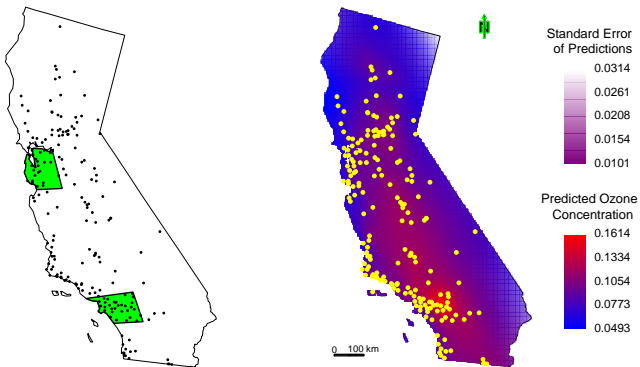 Standard Error
of Predictions
0.0314
0.0261
0.0208
0.0154
0.0101
Predicted Ozone
Concentration
0.1614
0.1334
0.1054
0.0773
0.0493
0 100 km
N